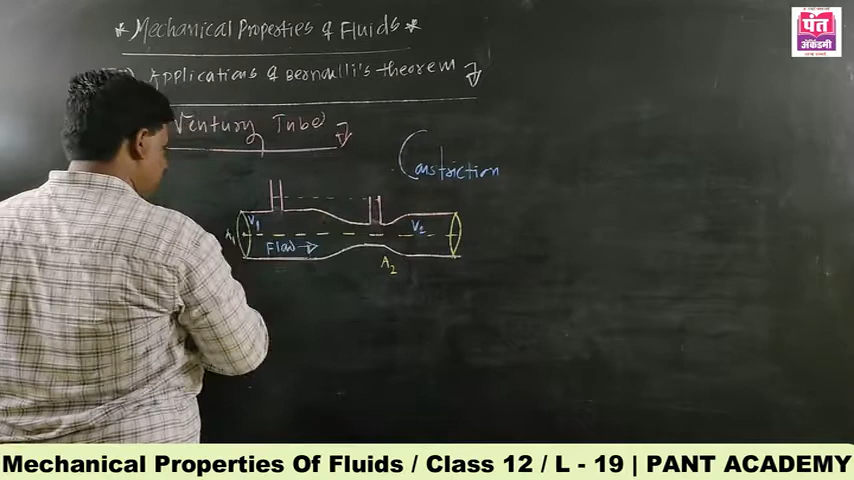 * Mechanical Properties of Fluids *
Applications of Bernoulli's theorem
Ventury Tube
Constriction
V1
V2
A1
Flow →
A2
पंत
अॅकॅडमी
Mechanical Properties Of Fluids / Class 12 / L - 19 | PANT ACADEMY